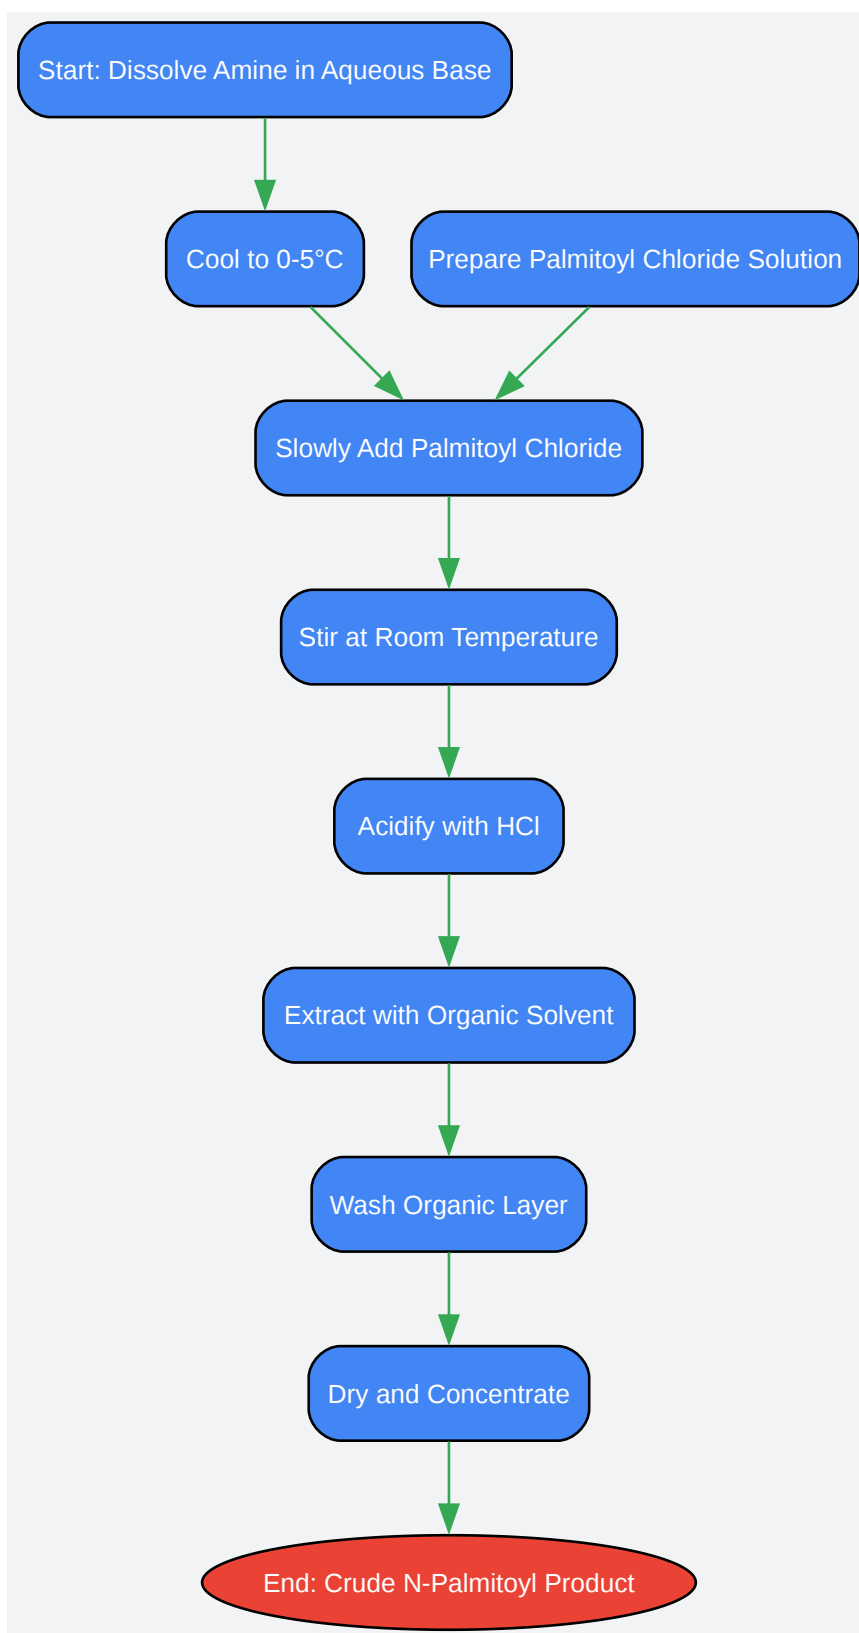 Start: Dissolve Amine in Aqueous Base
Cool to 0-5°C
Prepare Palmitoyl Chloride Solution
Slowly Add Palmitoyl Chloride
Stir at Room Temperature
Acidify with HCl
Extract with Organic Solvent
Wash Organic Layer
Dry and Concentrate
End: Crude N-Palmitoyl Product